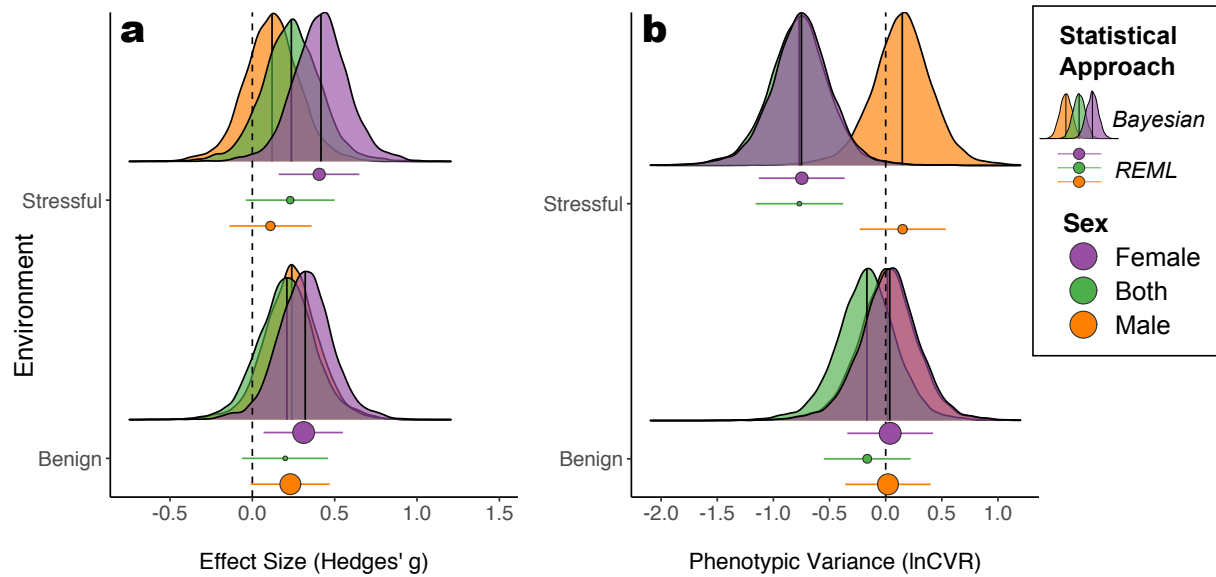 a
Environment
Stressful
Benign
-0.5
0.0
0.5
1.0
1.5
Effect Size (Hedges' g)
b
Stressful
Benign
-2.0
-1.5
-1.0
-0.5
0.0
0.5
1.0
Phenotypic Variance (lnCVR)
Statistical
Approach
Bayesian
REML
Sex
Female
Both
Male